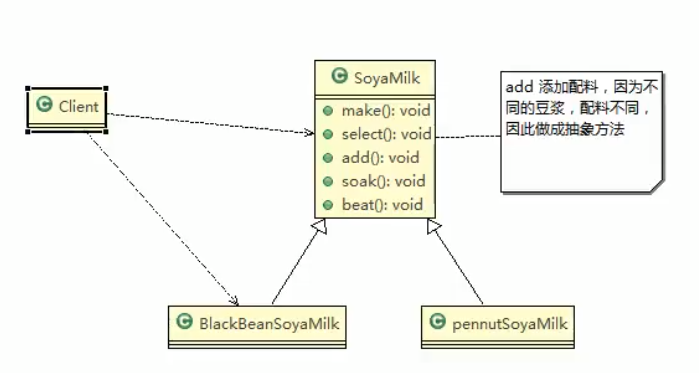 Client
SoyaMilk
make(): void
select(): void
add(): void
soak(): void
beat(): void
add 添加配料，因为不
同的豆浆，配料不同，
因此做成抽象方法
BlackBeanSoyaMilk
pennutSoyaMilk